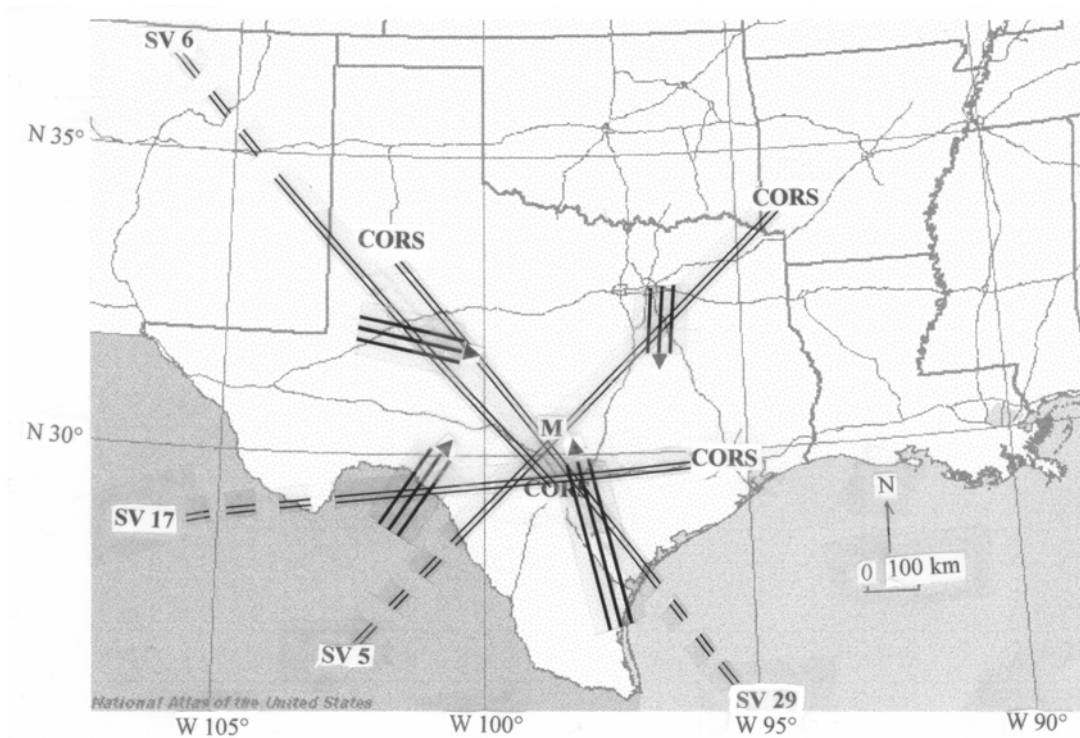 SV 6
N 35°
CORS
CORS
M
N 30°
CORS
CORS
N
SV 17
0 100 km
SV 5
SV 29
National Atlas of the United States
W 105°
W 100°
W 95°
W 90°